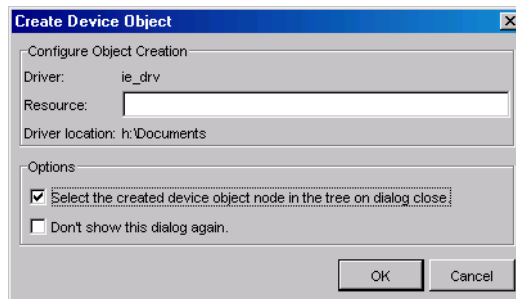 Create Device Object
Configure Object Creation
Driver: ie_drv
Resource:
Driver location: h:\Documents
Options
Select the created device object node in the tree on dialog close.
Don't show this dialog again.
OK Cancel